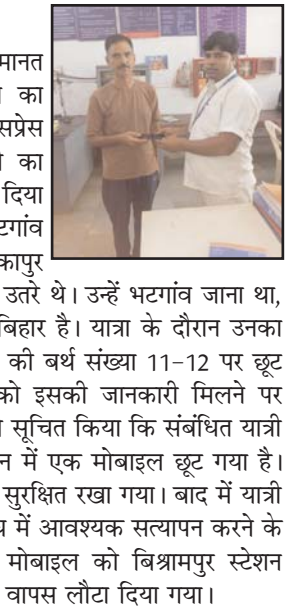 मानत
का
सप्रेस
का
दिया
टगांव
कापुर
उतरे थे। उन्हें भटगांव जाना था,
बिहार है। यात्रा के दौरान उनका
की बर्थ संख्या 11-12 पर छूट
को इसकी जानकारी मिलने पर
सूचित किया कि संबंधित यात्री
न में एक मोबाइल छूट गया है।
सुरक्षित रखा गया। बाद में यात्री
में आवश्यक सत्यापन करने के
मोबाइल को बिश्रामपुर स्टेशन
वापस लौटा दिया गया।